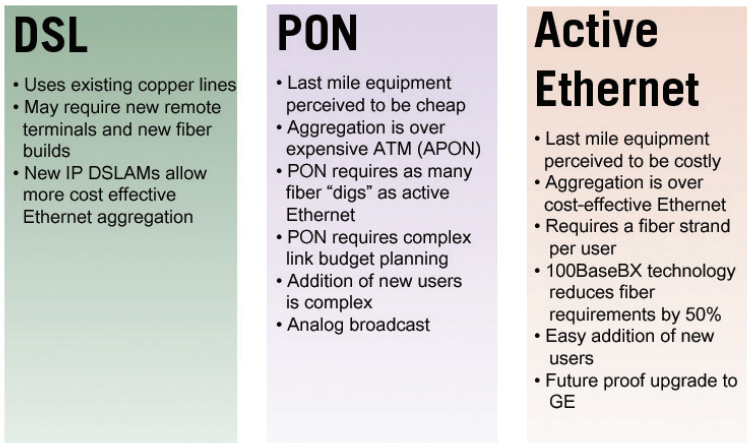 DSL
• Uses existing copper lines
• May require new remote
terminals and new fiber
builds
• New IP DSLAMs allow
more cost effective
Ethernet aggregation
PON
• Last mile equipment
perceived to be cheap
• Aggregation is over
expensive ATM (APON)
• PON requires as many
fiber “digs” as active
Ethernet
• PON requires complex
link budget planning
• Addition of new users
is complex
• Analog broadcast
Active
Ethernet
• Last mile equipment
perceived to be costly
• Aggregation is over
cost-effective Ethernet
• Requires a fiber strand
per user
• 100BaseBX technology
reduces fiber
requirements by 50%
• Easy addition of new
users
• Future proof upgrade to
GE